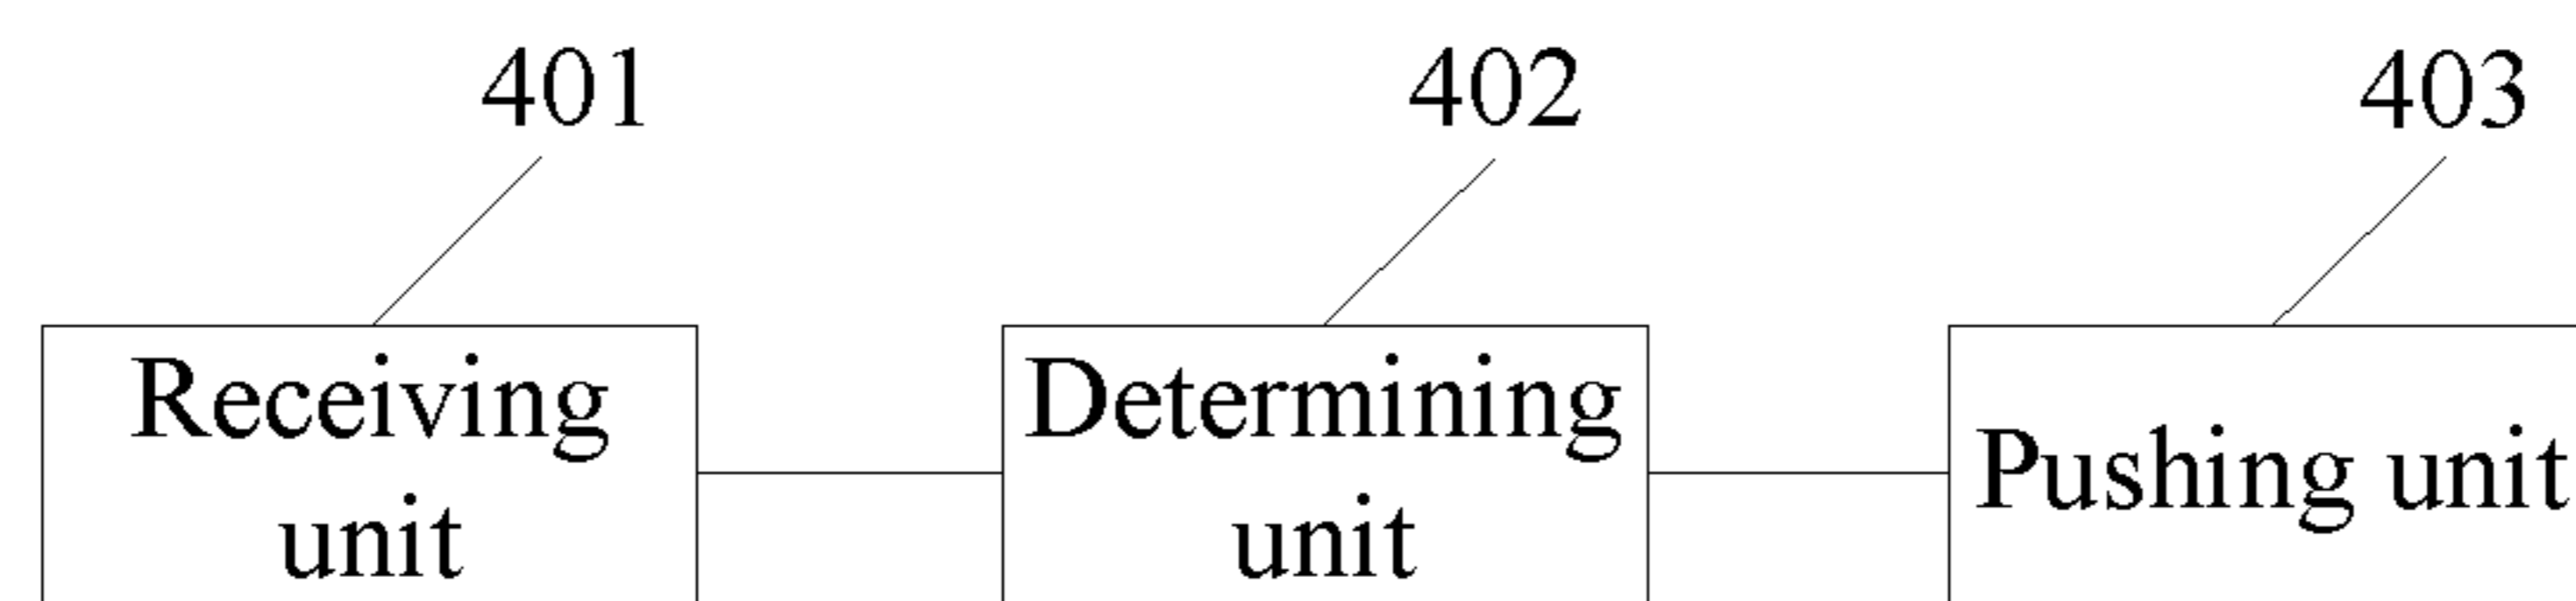 401
402
403
Receiving
unit
Determining
unit
Pushing unit